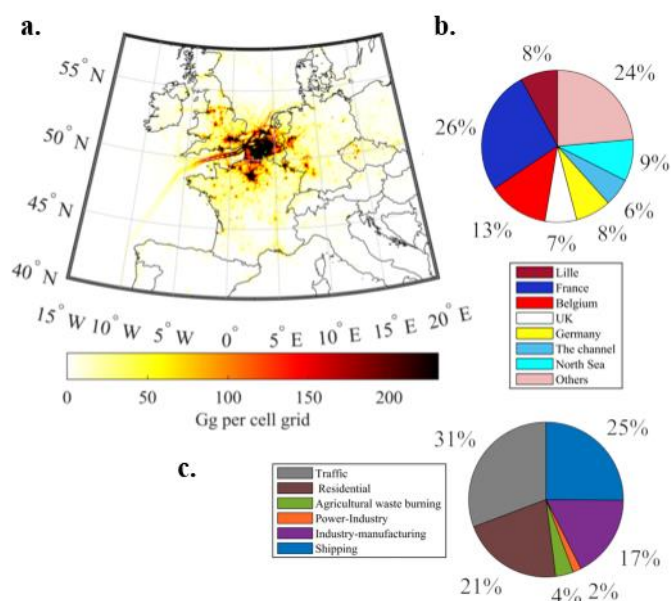 a.
55° N
50° N
45° N
40° N
15° W
10° W
5° W
0°
5° E
10° E
15° E
20° E
0
50
100
150
200
Gg per cell grid
b.
8%
24%
26%
9%
6%
13%
7%
8%
Lille
France
Belgium
UK
Germany
The channel
North Sea
Others
c.
31%
25%
17%
21%
4%
2%
Traffic
Residential
Agricultural waste burning
Power-Industry
Industry-manufacturing
Shipping